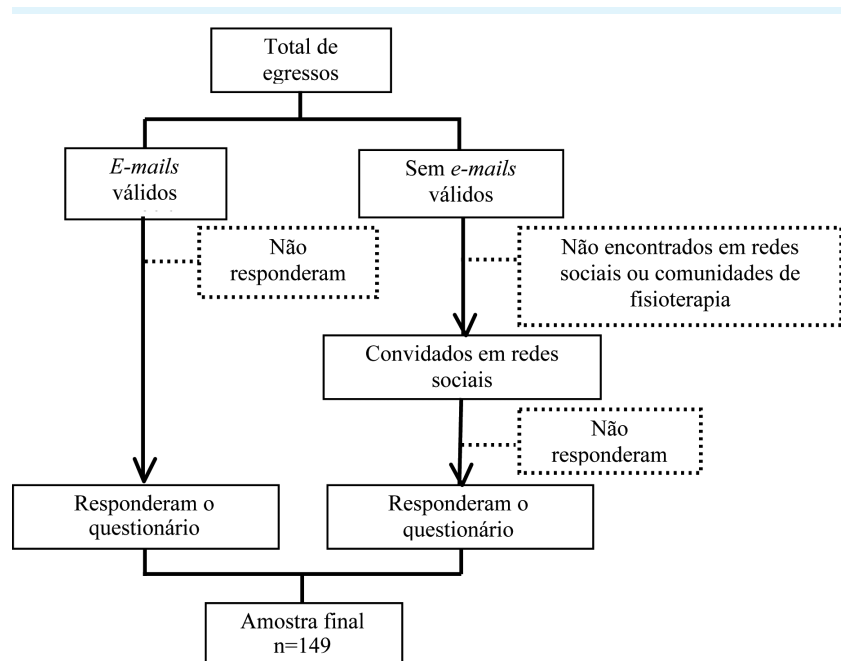 Total de
egressos
E-mails
válidos
Sem e-mails
válidos
Não
responderam
Não encontrados em redes
sociais ou comunidades de
fisioterapia
Convidados em redes
sociais
Não
responderam
Responderam o
questionário
Responderam o
questionário
Amostra final
n=149